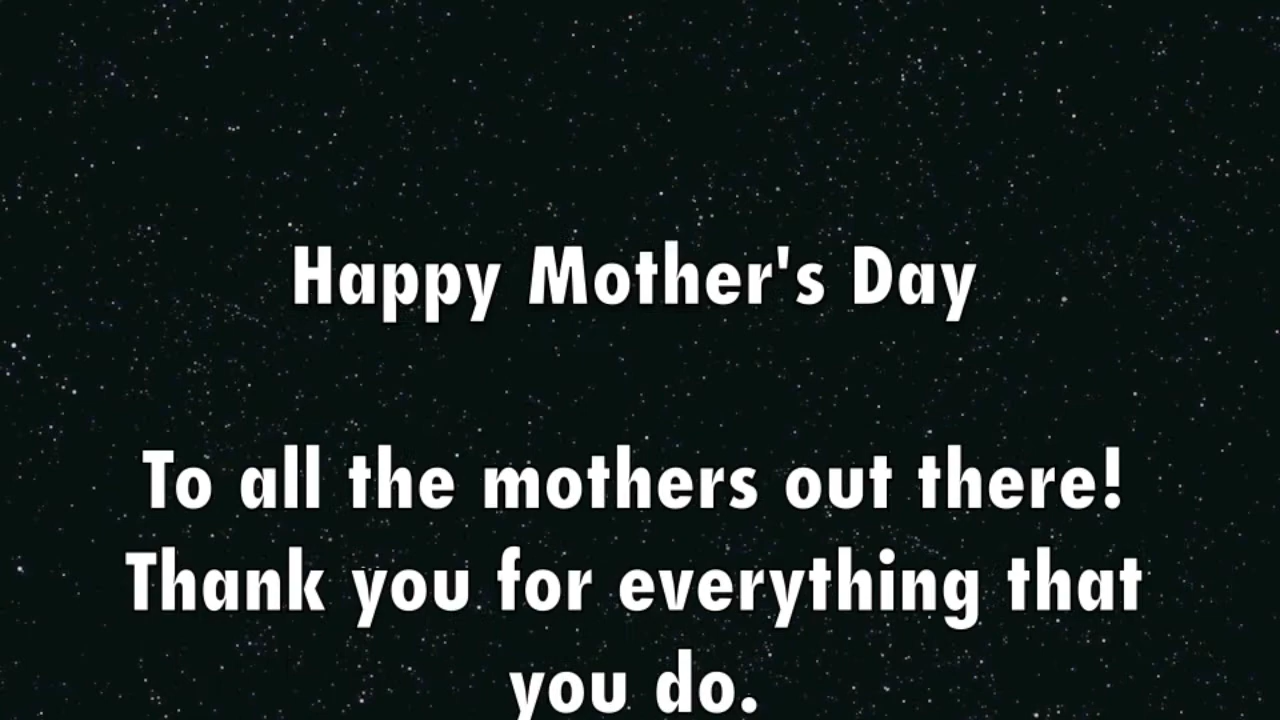 Happy Mother's Day
To all the mothers out there!
Thank you for everything that
you do.